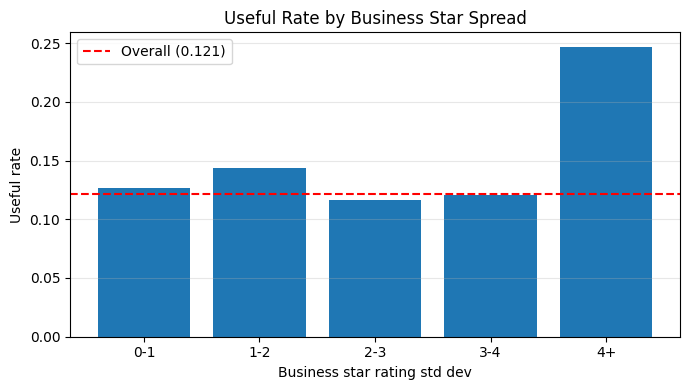 Useful Rate by Business Star Spread
Overall (0.121)
Useful rate
0.25
0.20
0.15
0.10
0.05
0.00
0-1 1-2 2-3 3-4 4+
Business star rating std dev